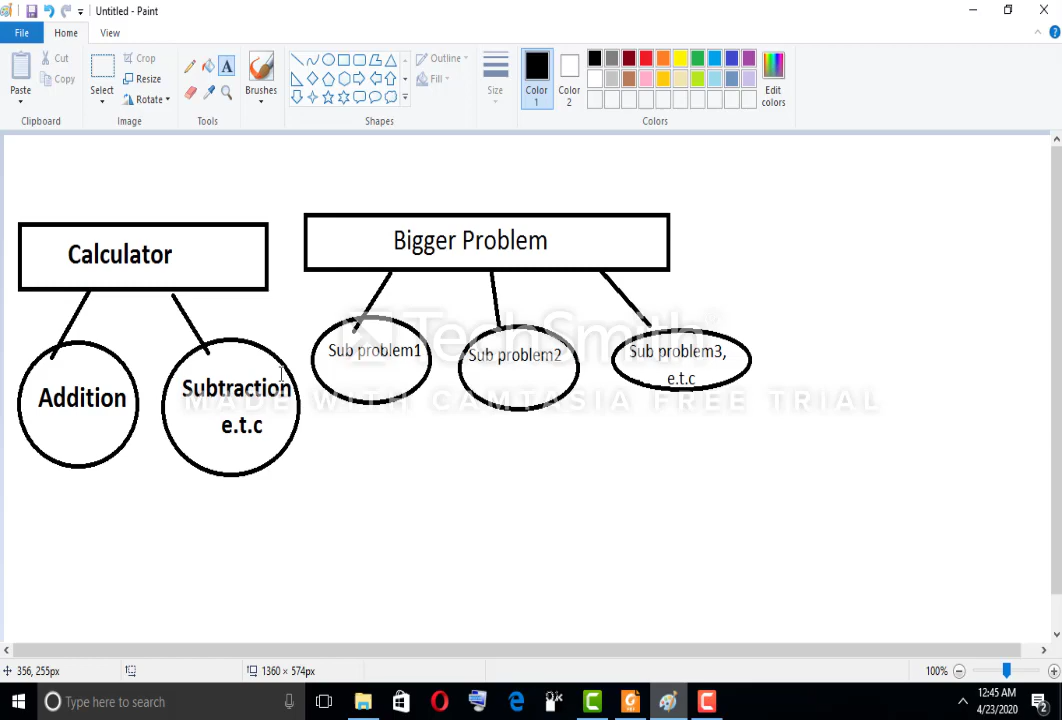 Untitled - Paint
File
Home
View
Paste
Cut
Copy
Clipboard
Select
Crop
Resize
Rotate
Image
A
Tools
Brushes
Outline
Fill
Shapes
Size
Color
1
Color
2
Edit
colors
Colors
Calculator
Addition
Subtraction
e.t.c
Bigger Problem
Sub problem1
Sub problem2
Sub problem3,
e.t.c
TechSmith
MADE WITH CAMTASIA FREE TRIAL
356, 255px
1360 × 574px
100%
Type here to search
12:45 AM
4/23/2020
2